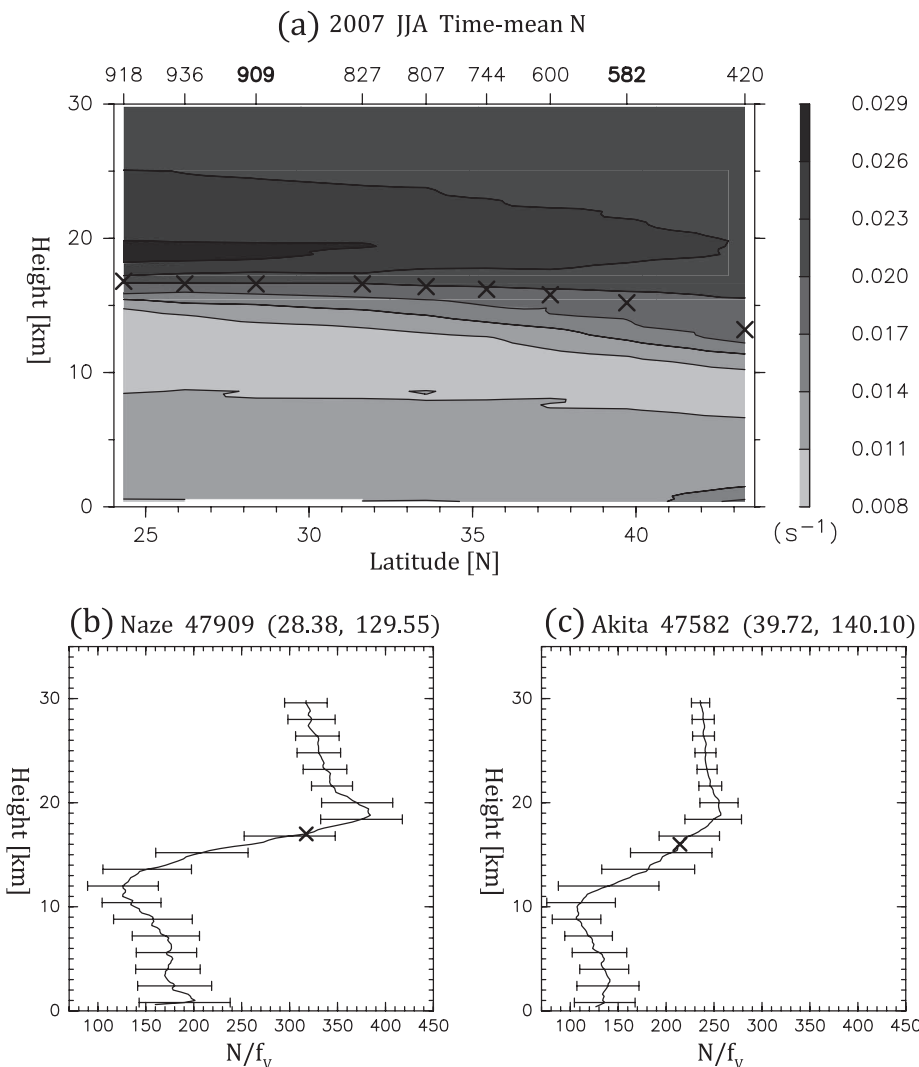 (a) 2007 JJA Time-mean N
918 936 909 827 807 744 600 582 420
30
20
10
0
Height [km]
25 30 35 40
Latitude [N]
0.029
0.026
0.023
0.020
0.017
0.014
0.011
0.008
(s⁻¹)
(b) Naze 47909 (28.38, 129.55)
30
20
10
0
Height [km]
100 150 200 250 300 350 400 450
N/fᵥ
(c) Akita 47582 (39.72, 140.10)
30
20
10
0
Height [km]
100 150 200 250 300 350 400 450
N/fᵥ